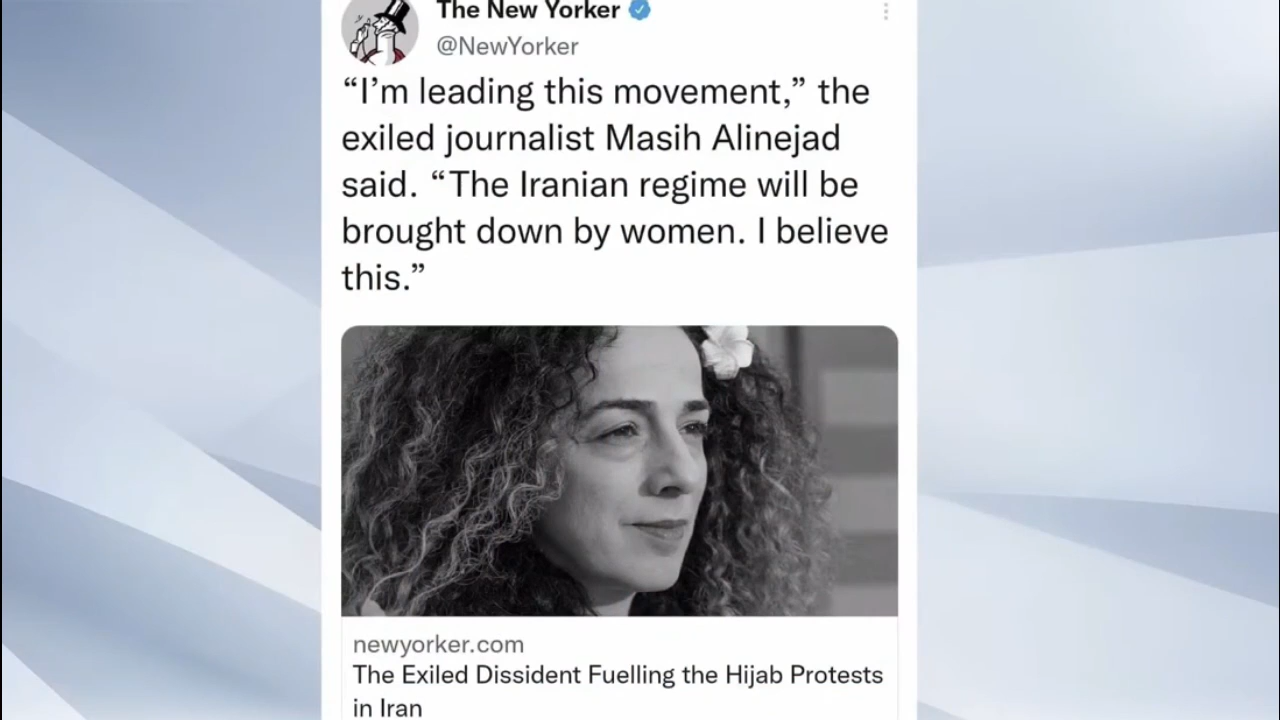 The New Yorker
@NewYorker
“I’m leading this movement,” the
exiled journalist Masih Alinejad
said. “The Iranian regime will be
brought down by women. I believe
this.”
newyorker.com
The Exiled Dissident Fuelling the Hijab Protests
in Iran